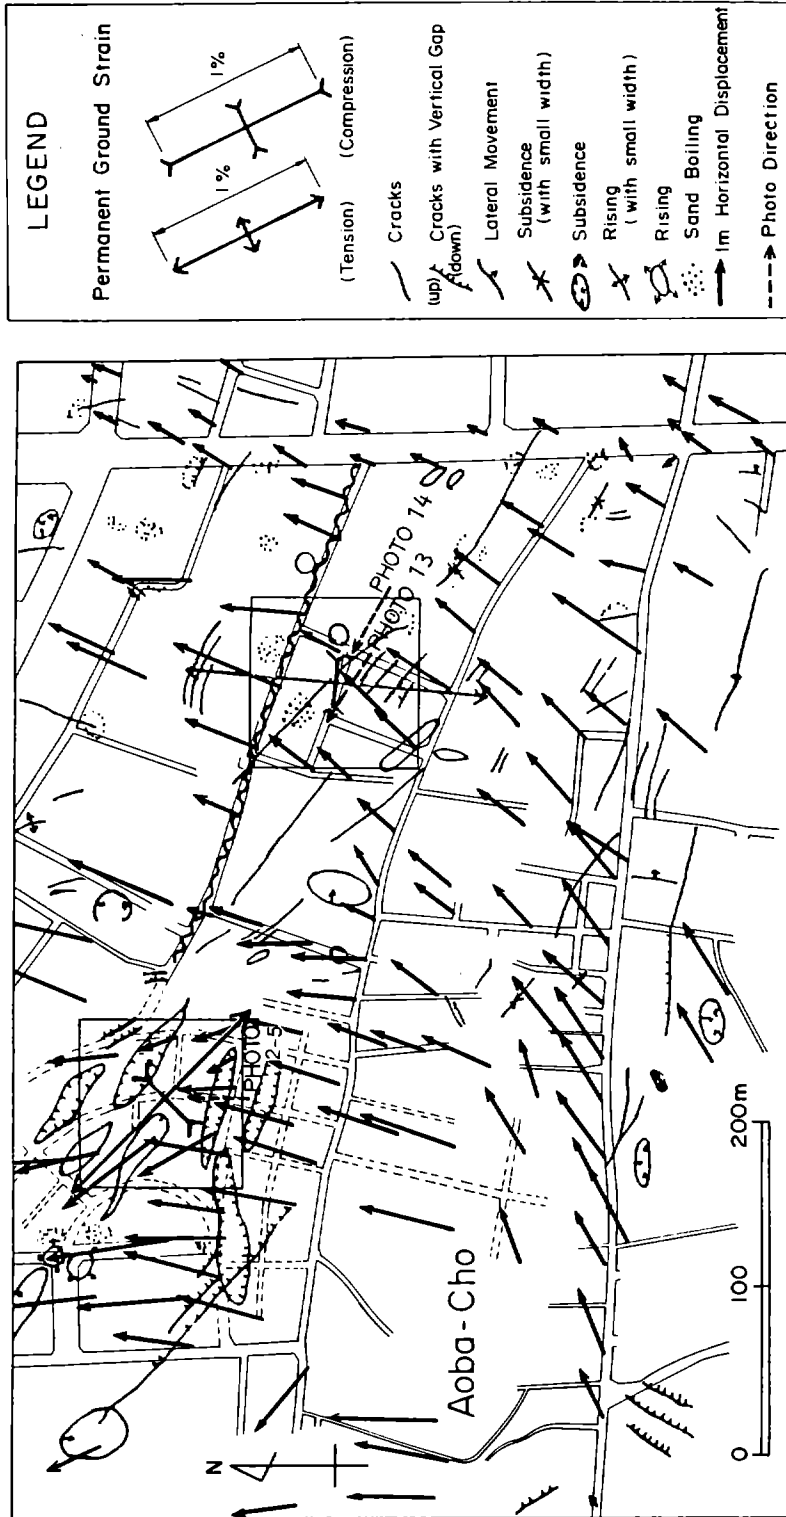 LEGEND
Permanent Ground Strain
1%
1%
(Tension)
(Compression)
Cracks
(up)
(down)
Cracks with Vertical Gap
Lateral Movement
Subsidence
(with small width)
Subsidence
Rising
(with small width)
Rising
Sand Boiling
1m Horizontal Displacement
Photo Direction
PHOTO 14
PHOTO 13
PHOTO
12-5
Aoba-Cho
N
0
100
200m